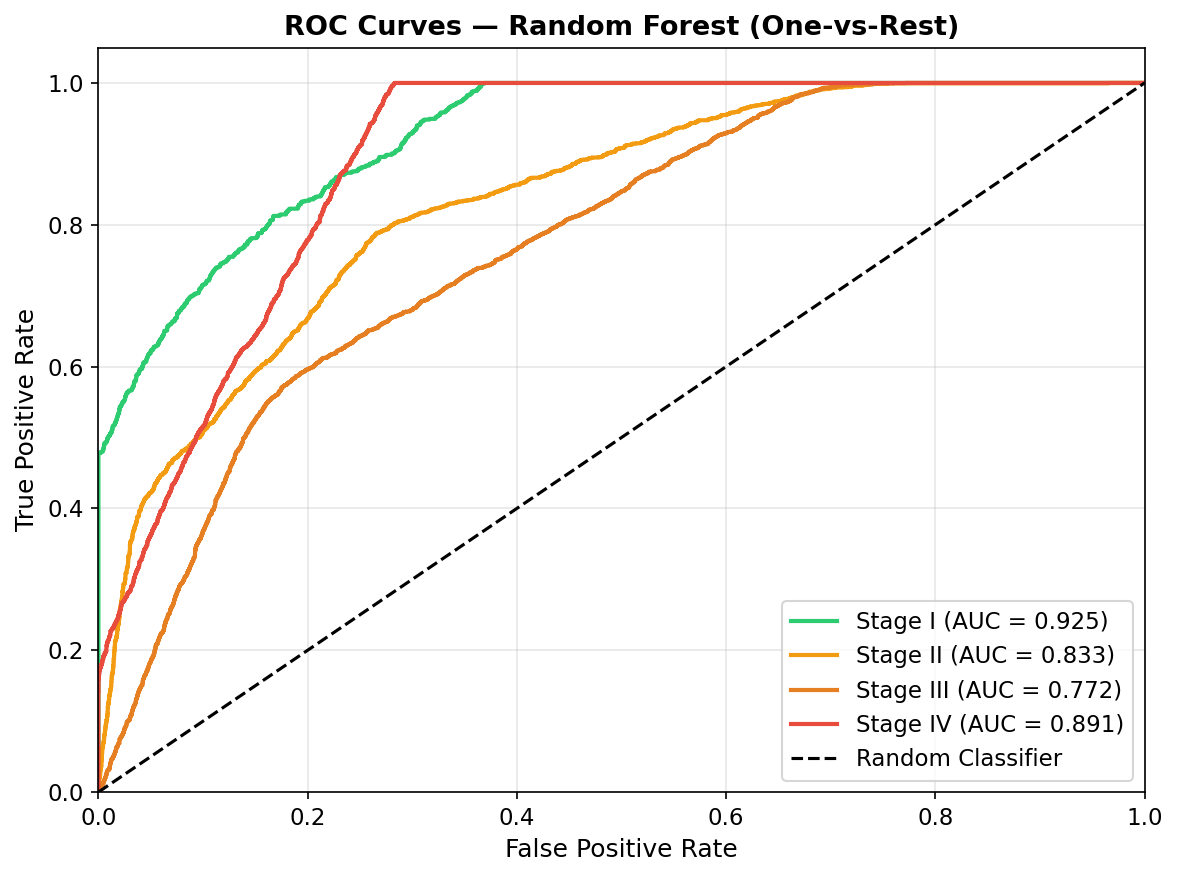 ROC Curves — Random Forest (One-vs-Rest)
1.0
0.8
0.6
0.4
0.2
0.0
True Positive Rate
0.0 0.2 0.4 0.6 0.8 1.0
False Positive Rate
Stage I (AUC = 0.925)
Stage II (AUC = 0.833)
Stage III (AUC = 0.772)
Stage IV (AUC = 0.891)
Random Classifier